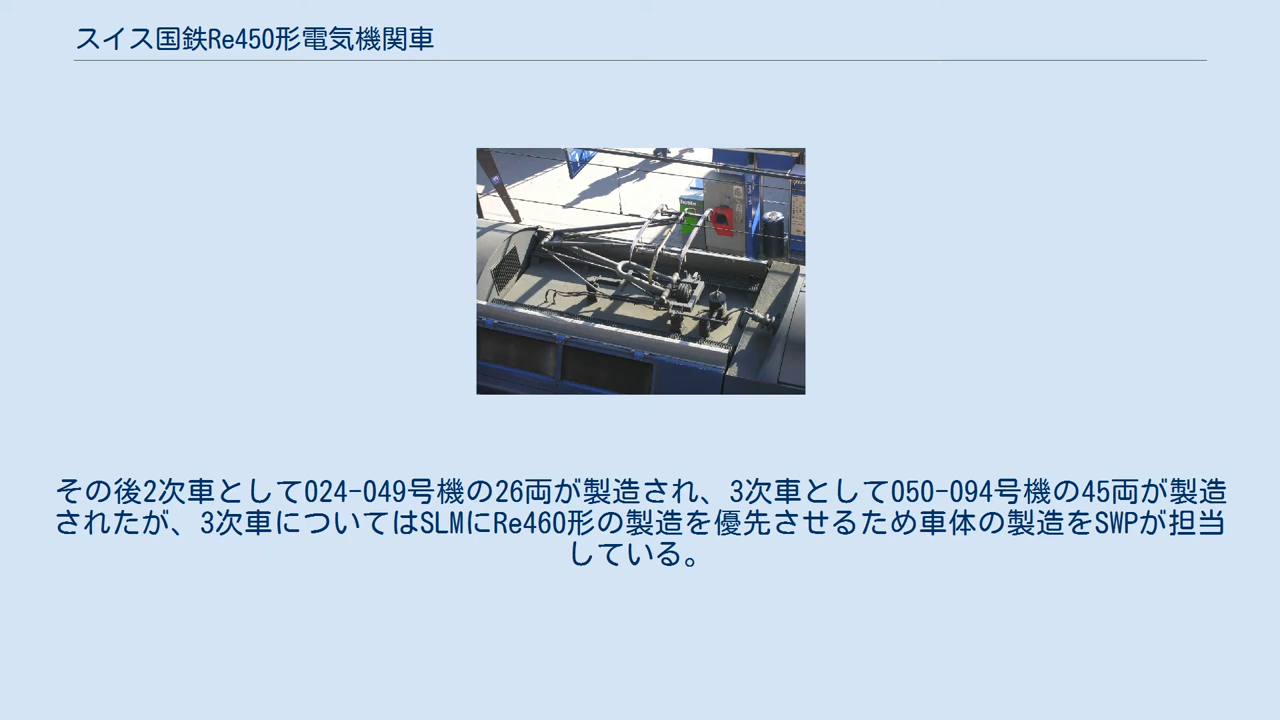 スイス国鉄Re450形電気機関車
その後2次車として024-049号機の26両が製造され、3次車として050-094号機の45両が製造
されたが、3次車についてはSLMにRe460形の製造を優先させるため車体の製造をSWPが担当
している。